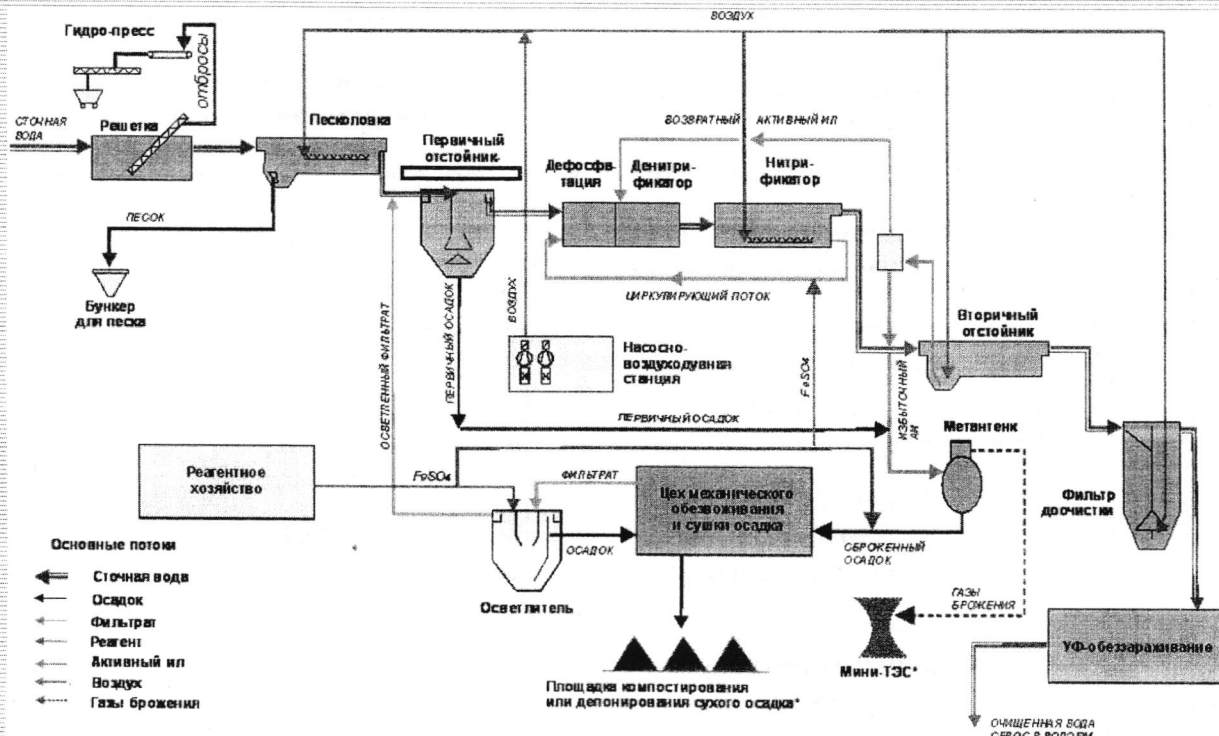 ВОЗДУХ
Гидро-пресс
отбросы
СТОЧНАЯ
ВОДА
Решетка
Песколовка
Первичный
отстойник
ВОЗВРАТНЫЙ АКТИВНЫЙ ИЛ
Дефосфа-
тация
Денитри-
фикатор
Нитри-
фикатор
ПЕСОК
Бункер
для песка
ЦИРКУЛИРУЮЩИЙ ПОТОК
ОСВЕТЛЕННЫЙ ФИЛЬТРАТ
ПЕРВИЧНЫЙ ОСАДОК
ВОЗДУХ
Насосно-
воздуходувная
станция
FeSO4
Вторичный
отстойник
ИЗБЫТОЧНЫЙ
АИ
ПЕРВИЧНЫЙ ОСАДОК
Метантенк
Реагентное
хозяйство
FeSO4
ФИЛЬТРАТ
Цех механического
обезвоживания
и сушки осадка
Фильтр
доочистки
ОСАДОК
СБРОЖЕННЫЙ
ОСАДОК
Осветлитель
ГАЗЫ
БРОЖЕНИЯ
Мини-ТЭС*
УФ-обеззараживание
Площадка компостирования
или депонирования сухого осадка*
ОЧИЩЕННАЯ ВОДА
СБРОС В ВОДОЕМ
Основные потоки
Сточная вода
Осадок
Фильтрат
Реагент
Активный ил
Воздух
Газы брожения